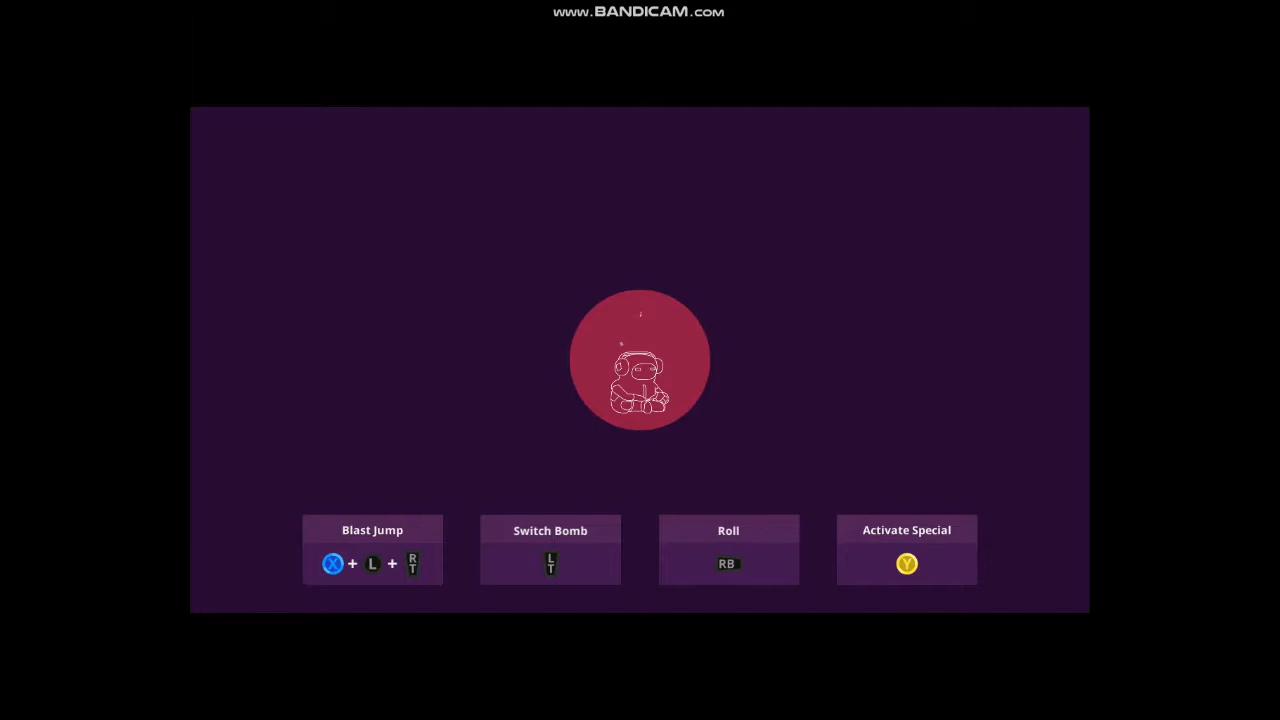 www.BANDICAM.com
Blast Jump
Switch Bomb
Roll
Activate Special
X + L + RT
LT
RB
Y